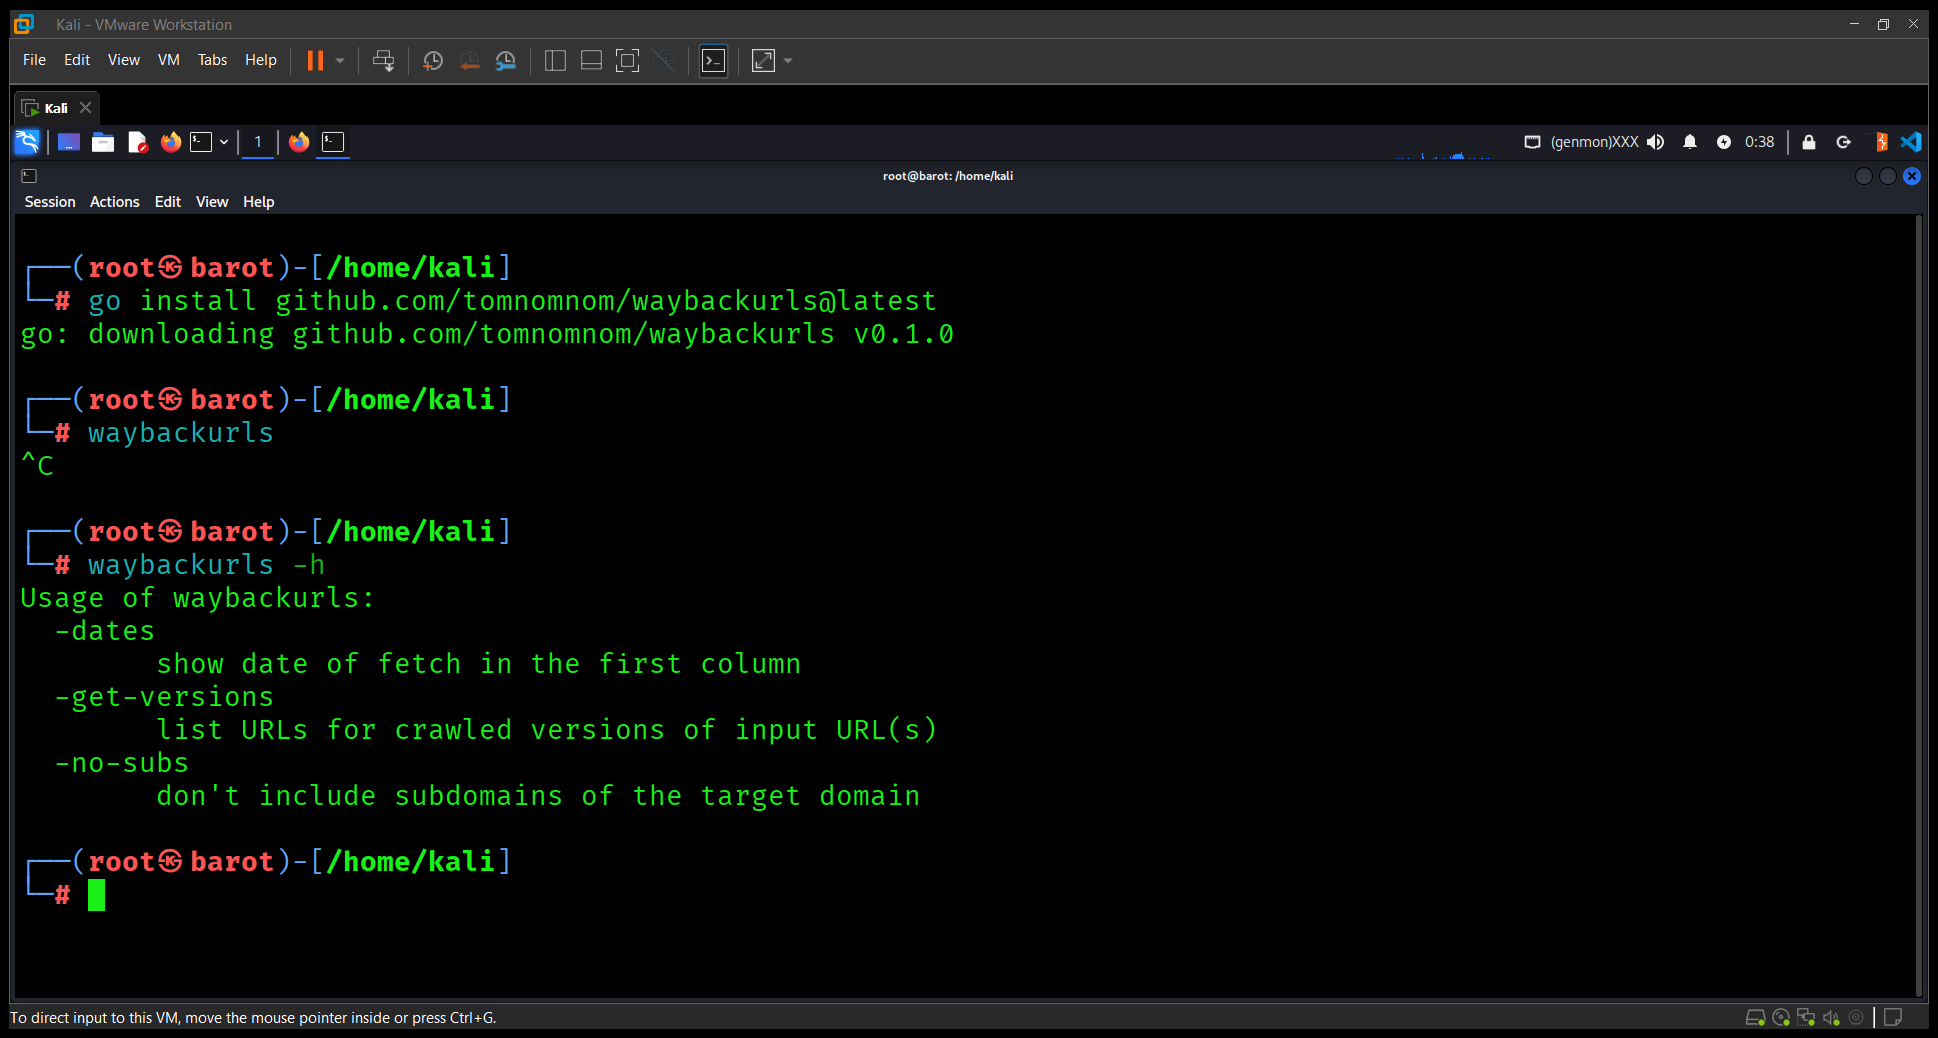 Kali - VMware Workstation
File Edit View VM Tabs Help
Kali
1 (genmon)XXX 0:38
root@barot: /home/kali
Session Actions Edit View Help
┌──(root㉿barot)-[/home/kali]
└─# go install github.com/tomnomnom/waybackurls@latest
go: downloading github.com/tomnomnom/waybackurls v0.1.0
┌──(root㉿barot)-[/home/kali]
└─# waybackurls
^C
┌──(root㉿barot)-[/home/kali]
└─# waybackurls -h
Usage of waybackurls:
-dates
show date of fetch in the first column
-get-versions
list URLs for crawled versions of input URL(s)
-no-subs
don't include subdomains of the target domain
┌──(root㉿barot)-[/home/kali]
└─#
To direct input to this VM, move the mouse pointer inside or press Ctrl+G.